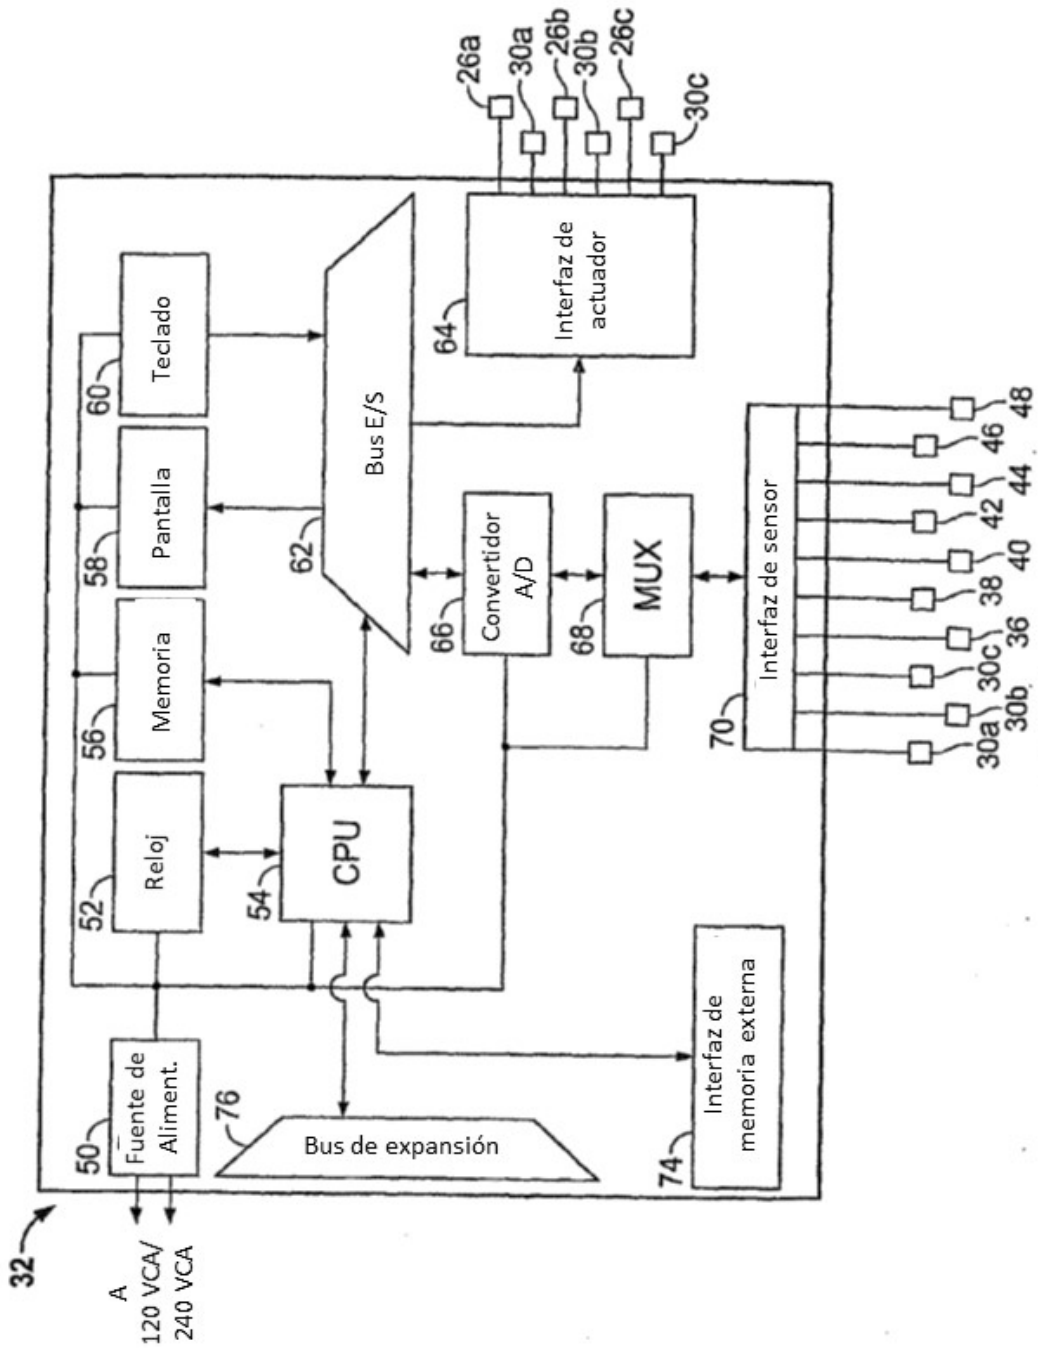 32
A
120 VCA/
240 VCA
50
Fuente de
Aliment.
52
Reloj
56
Memoria
58
Pantalla
60
Teclado
76
Bus de expansión
54
CPU
62
Bus E/S
74
Interfaz de
memoria externa
66
Convertidor
A/D
68
MUX
64
Interfaz de
actuador
26a
30a
26b
30b
26c
30c
70
Interfaz de sensor
30a
30b
30c
36
38
40
42
44
46
48